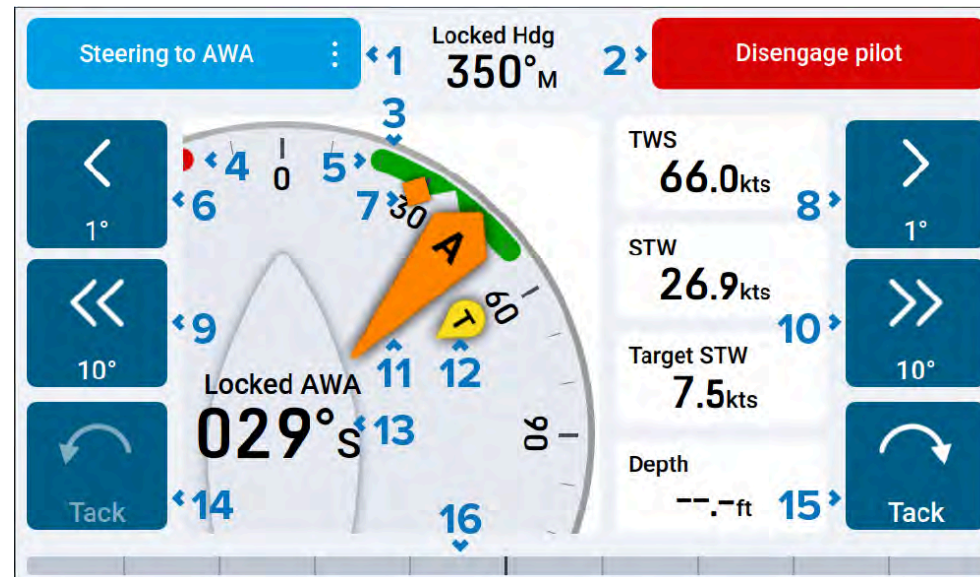 Steering to AWA
1
Locked Hdg
350°M
2
Disengage pilot
3
TWS
66.0kts
4
0
5
6
7
30
8
1°
1°
A
STW
26.9kts
9
60
T
10
10°
10°
11
12
Target STW
7.5kts
Locked AWA
029°S
13
90
Depth
--.-ft
Tack
14
15
Tack
16